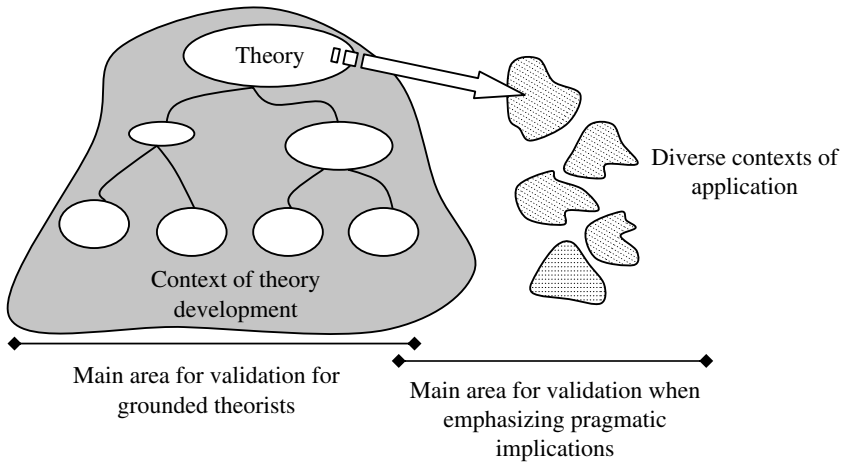 Theory
Diverse contexts of
application
Context of theory
development
Main area for validation for
grounded theorists
Main area for validation when
emphasizing pragmatic
implications